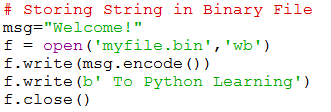 # Storing String in Binary File
msg="Welcome!"
f = open('myfile.bin','wb')
f.write(msg.encode())
f.write(b' To Python Learning')
f.close()